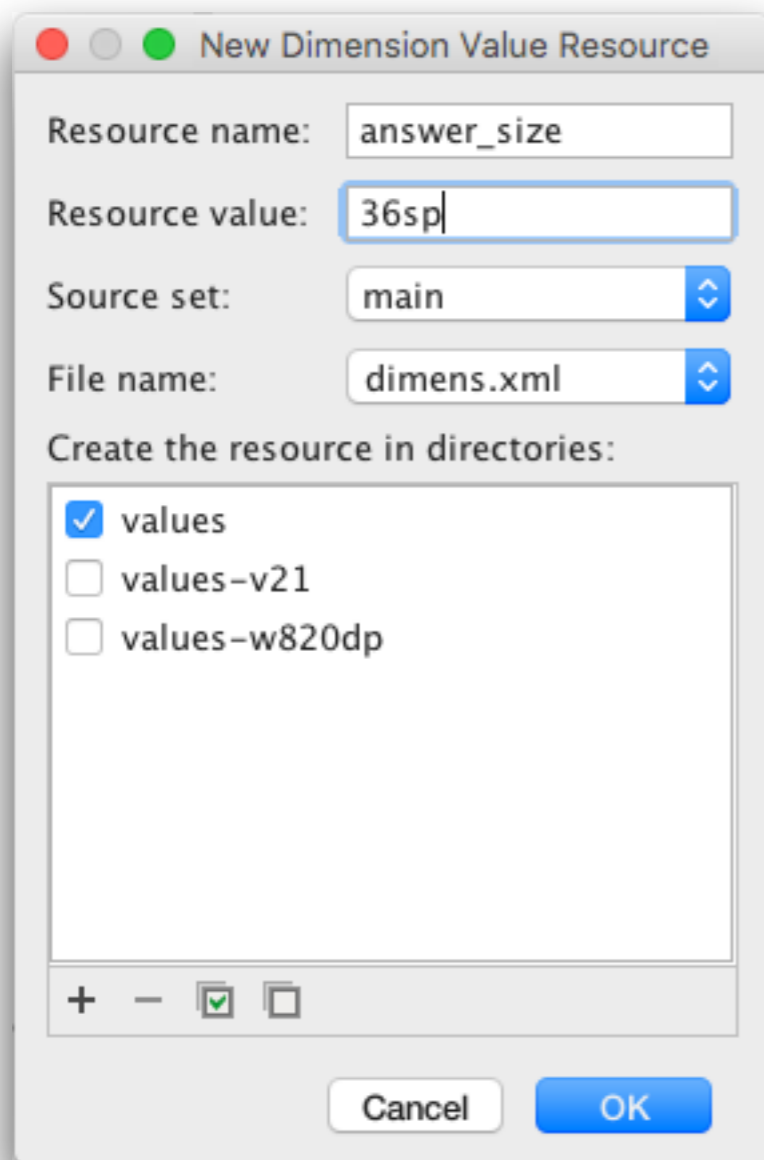 New Dimension Value Resource
Resource name: answer_size
Resource value: 36sp
Source set: main
File name: dimens.xml
Create the resource in directories:
values
values-v21
values-w820dp
Cancel OK